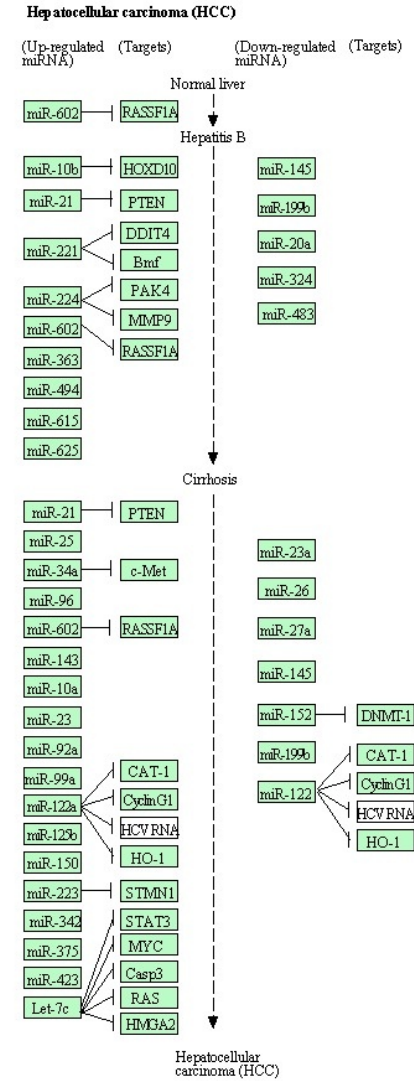 Hepatocellular carcinoma (HCC)
(Up-regulated miRNA) (Targets) (Down-regulated miRNA) (Targets)
Normal liver
miR-602 RASSF1A
Hepatitis B
miR-10b HOXD10 miR-145
miR-21 PTEN miR-199b
miR-221 DDIT4 miR-20a
Bmf
miR-224 PAK4 miR-324
miR-602 MMP9 miR-483
RASSF1A
miR-363
miR-494
miR-615
miR-625
Cirrhosis
miR-21 PTEN
miR-25 miR-23a
miR-34a c-Met
miR-96 miR-26
miR-602 RASSF1A miR-27a
miR-143
miR-10a miR-145
miR-23 miR-152 DNMT-1
miR-92a miR-199b CAT-1
miR-99a CAT-1 CyclinG1
miR-122a CyclinG1 miR-122 HCV RNA
miR-125b HCV RNA HO-1
miR-150 HO-1
miR-223 STMN1
miR-342 STAT3
miR-375 MYC
miR-423 Casp3
Let-7c RAS
HMGA2
Hepatocellular
carcinoma (HCC)